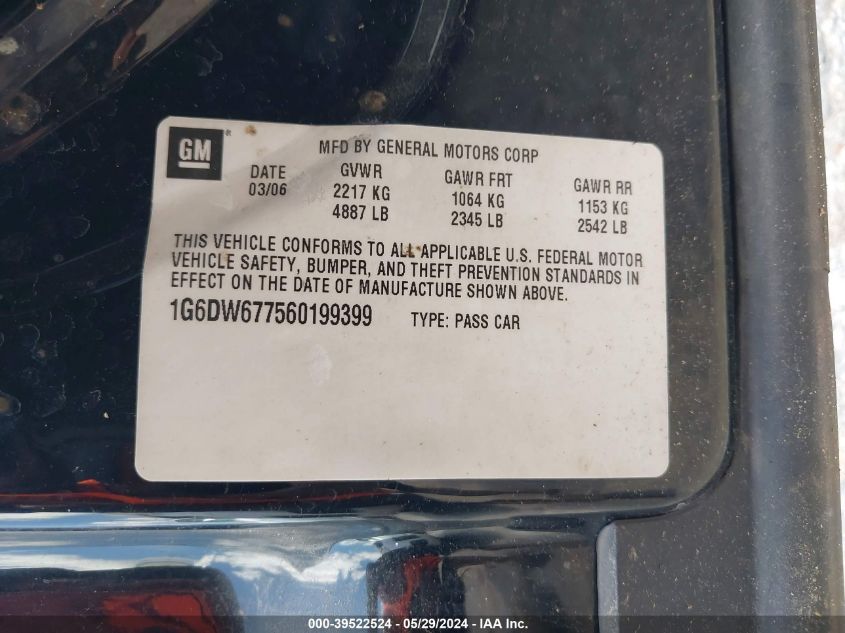 GM®
MFD BY GENERAL MOTORS CORP
DATE GVWR GAWR FRT GAWR RR
03/06 2217 KG 1064 KG 1153 KG
4887 LB 2345 LB 2542 LB
THIS VEHICLE CONFORMS TO ALL APPLICABLE U.S. FEDERAL MOTOR
VEHICLE SAFETY, BUMPER, AND THEFT PREVENTION STANDARDS IN
EFFECT ON THE DATE OF MANUFACTURE SHOWN ABOVE.
1G6DW677560199399 TYPE: PASS CAR
000-39522524 - 05/29/2024 - IAA Inc.